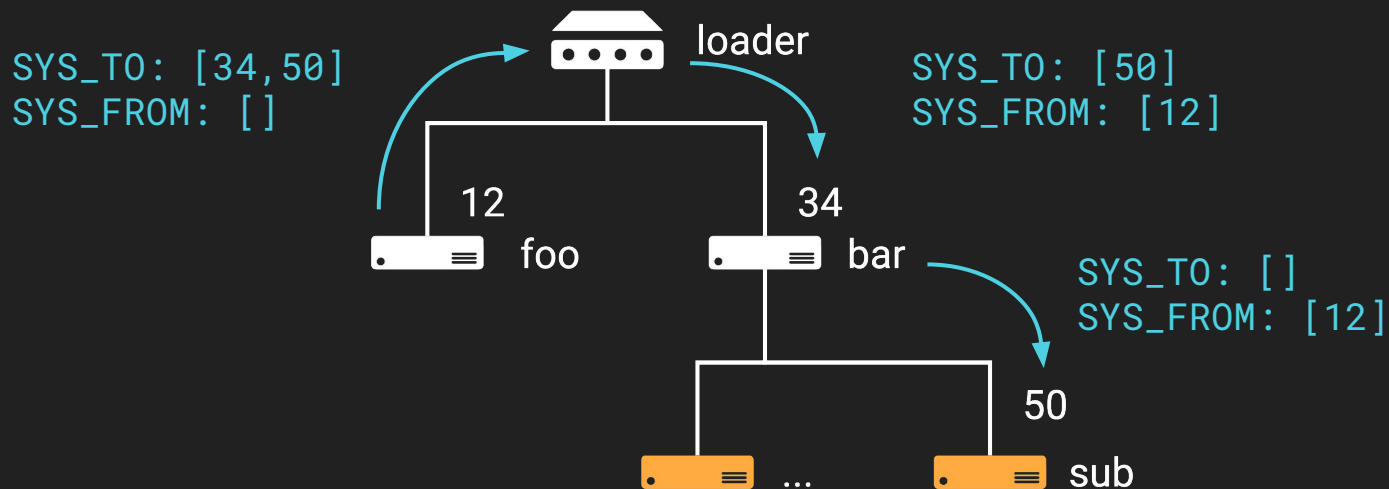 loader
SYS_TO: [34,50]
SYS_FROM: []
SYS_TO: [50]
SYS_FROM: [12]
12
34
foo
bar
SYS_TO: []
SYS_FROM: [12]
50
...
sub